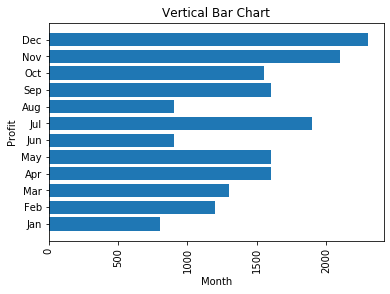 Vertical Bar Chart
Profit
Dec
Nov
Oct
Sep
Aug
Jul
Jun
May
Apr
Mar
Feb
Jan
0
500
1000
1500
2000
Month